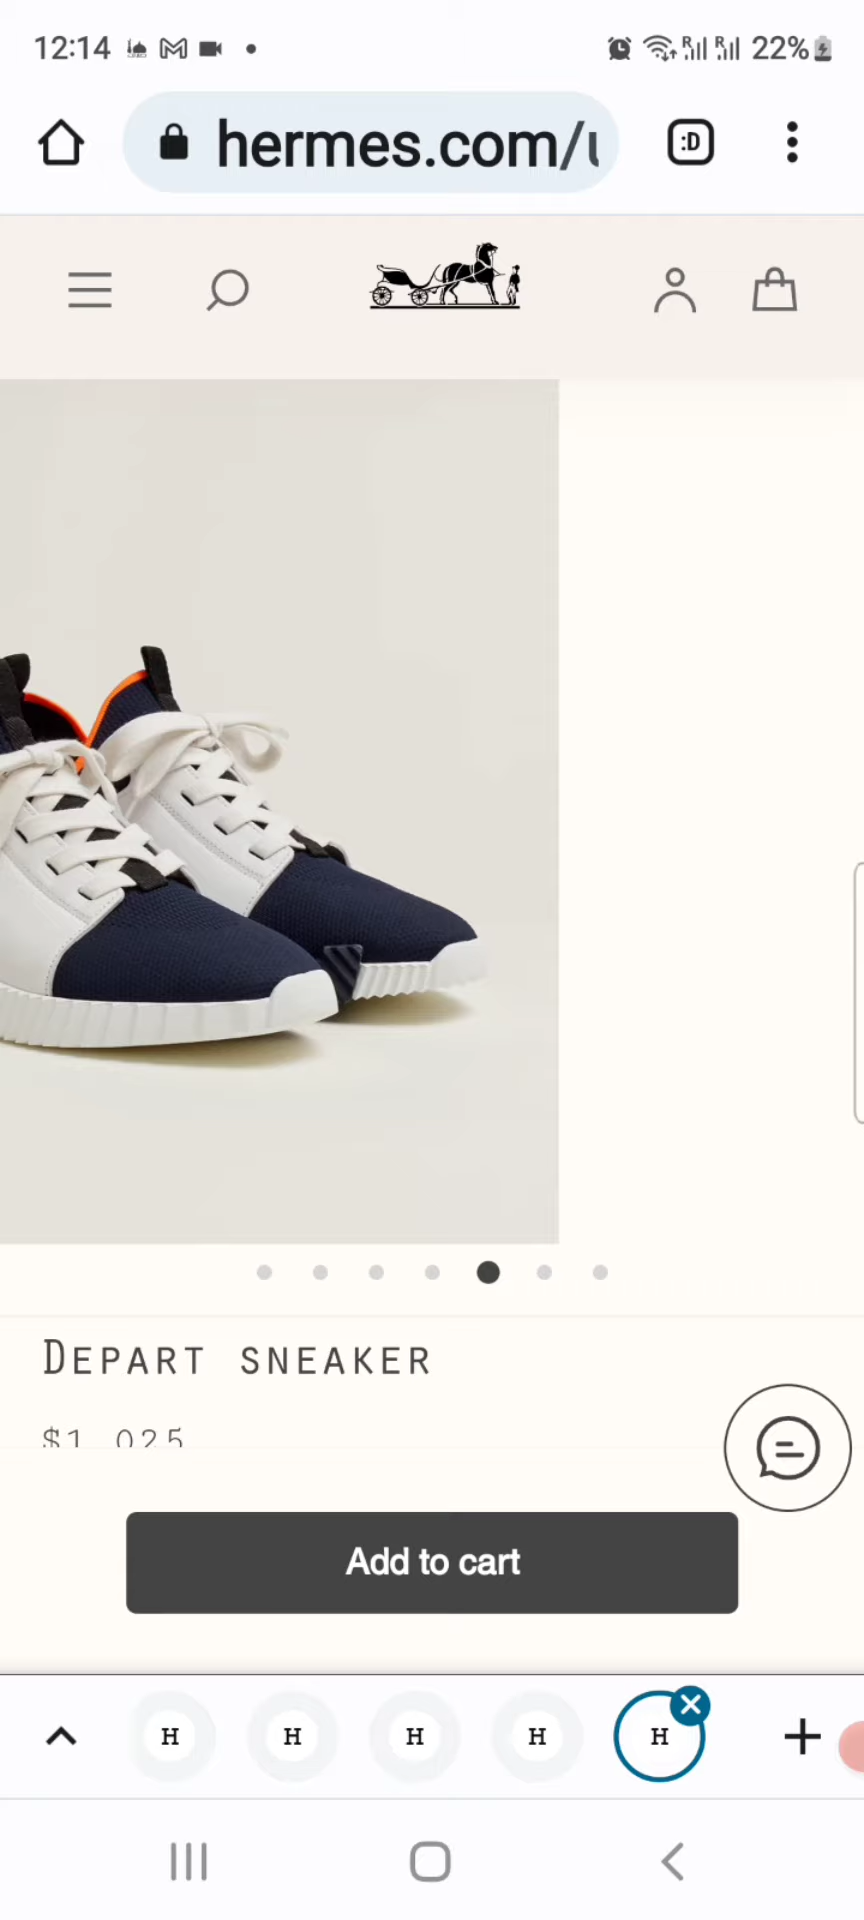 12:14
22%
hermes.com/u
:D
Depart sneaker
$1 025
Add to cart
H H H H H